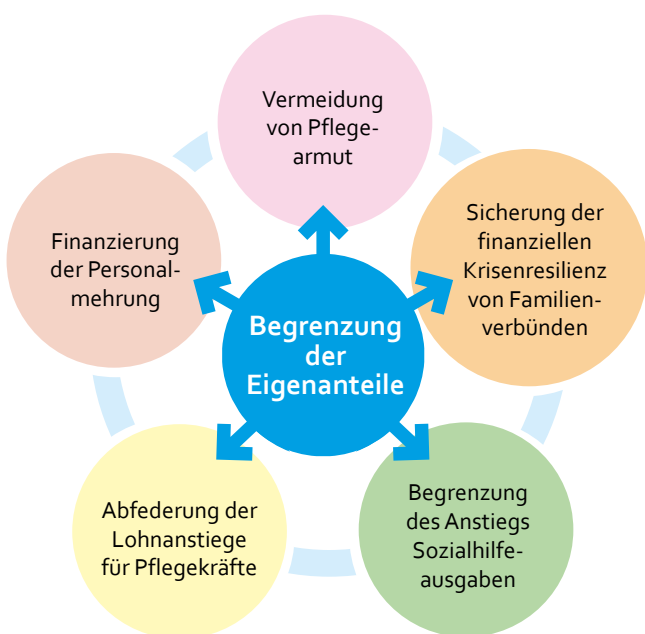 Vermeidung
von Pflege-
armut
Sicherung der
finanziellen
Krisenresilienz
von Familien-
verbünden
Finanzierung
der Personal-
mehrung
Begrenzung
der
Eigenanteile
Abfederung der
Lohnanstiege
für Pflegekräfte
Begrenzung
des Anstiegs
Sozialhilfe-
ausgaben